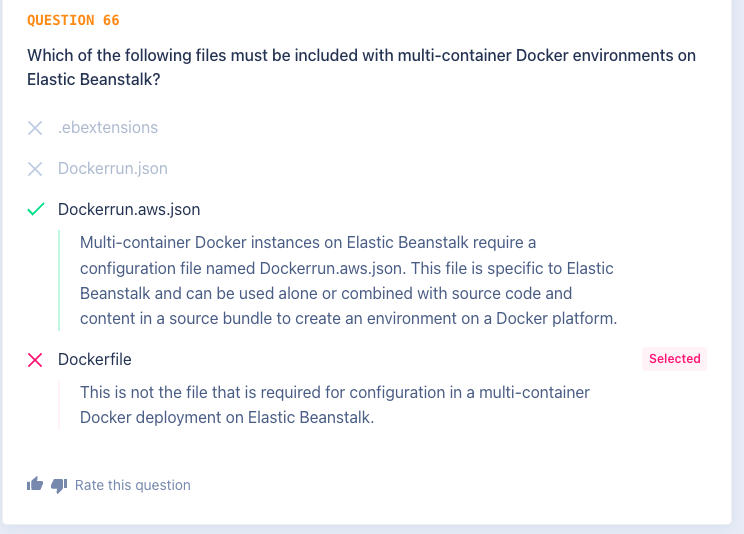 QUESTION 66
Which of the following files must be included with multi-container Docker environments on
Elastic Beanstalk?
.ebextensions
Dockerrun.json
Dockerrun.aws.json
Multi-container Docker instances on Elastic Beanstalk require a
configuration file named Dockerrun.aws.json. This file is specific to Elastic
Beanstalk and can be used alone or combined with source code and
content in a source bundle to create an environment on a Docker platform.
Dockerfile
Selected
This is not the file that is required for configuration in a multi-container
Docker deployment on Elastic Beanstalk.
Rate this question